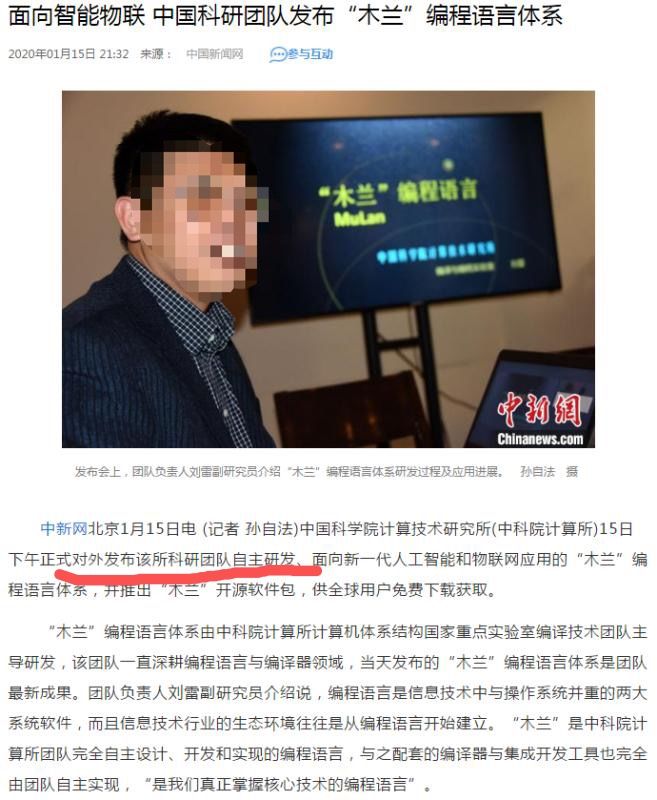 面向智能物联 中国科研团队发布“木兰”编程语言体系
2020年01月15日 21:32 来源： 中国新闻网 参与互动
“木兰”编程语言
MuLan
中国科学院计算技术研究所
中新網
Chinanews.com
发布会上，团队负责人刘雷副研究员介绍“木兰”编程语言体系研发过程及应用进展。 孙自法 摄
中新网北京1月15日电 (记者 孙自法)中国科学院计算技术研究所(中科院计算所)15日
下午正式对外发布该所科研团队自主研发、面向新一代人工智能和物联网应用的“木兰”编
程语言体系，并推出“木兰”开源软件包，供全球用户免费下载获取。
“木兰”编程语言体系由中科院计算所计算机体系结构国家重点实验室编译技术团队主
导研发，该团队一直深耕编程语言与编译器领域，当天发布的“木兰”编程语言体系是团队
最新成果。团队负责人刘雷副研究员介绍说，编程语言是信息技术中与操作系统并重的两大
系统软件，而且信息技术行业的生态环境往往是从编程语言开始建立。“木兰”是中科院计
算所团队完全自主设计、开发和实现的编程语言，与之配套的编译器与集成开发工具也完全
由团队自主实现，“是我们真正掌握核心技术的编程语言”。